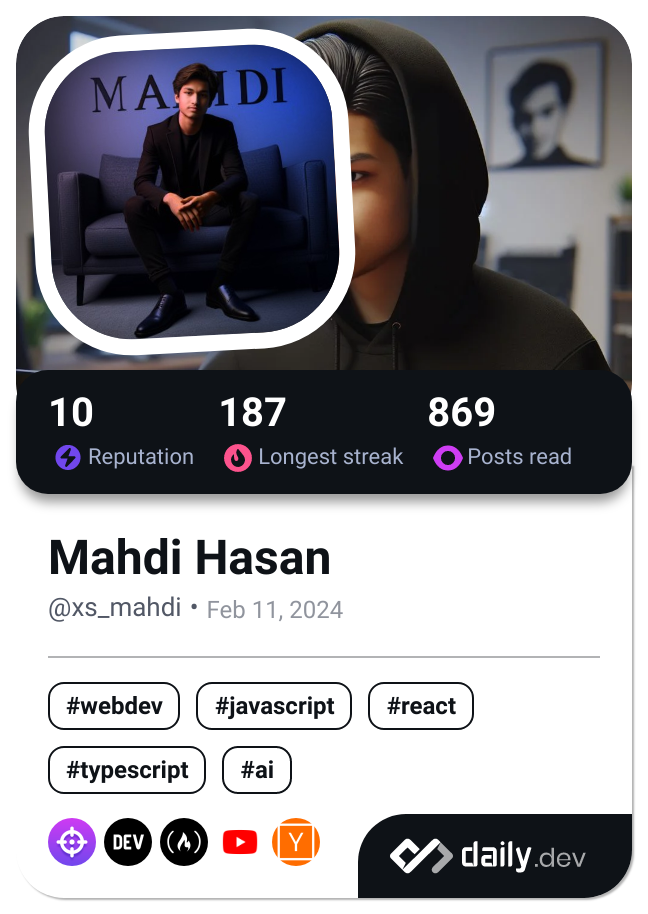 MAHDI
10 187 869
Reputation Longest streak Posts read
Mahdi Hasan
@xs_mahdi • Feb 11, 2024
#webdev #javascript #react
#typescript #ai
DEV Y daily.dev